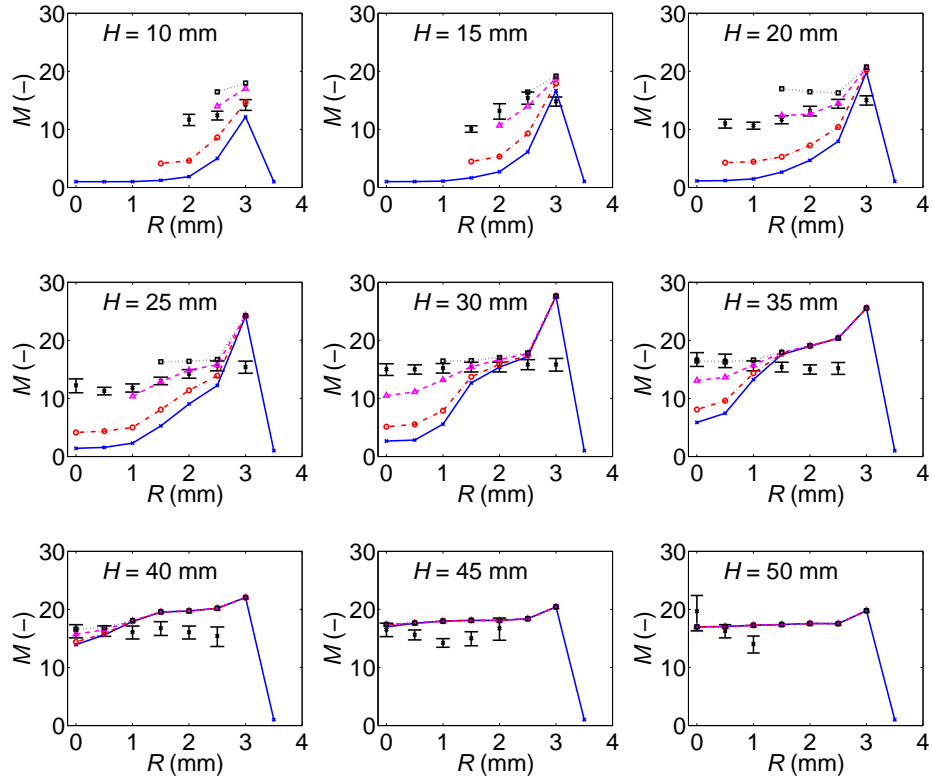 H = 10 mm
H = 15 mm
H = 20 mm
30
20
10
0
M (−)
0 1 2 3 4
R (mm)
30
20
10
0
M (−)
0 1 2 3 4
R (mm)
30
20
10
0
M (−)
0 1 2 3 4
R (mm)
H = 25 mm
H = 30 mm
H = 35 mm
30
20
10
0
M (−)
0 1 2 3 4
R (mm)
30
20
10
0
M (−)
0 1 2 3 4
R (mm)
30
20
10
0
M (−)
0 1 2 3 4
R (mm)
H = 40 mm
H = 45 mm
H = 50 mm
30
20
10
0
M (−)
0 1 2 3 4
R (mm)
30
20
10
0
M (−)
0 1 2 3 4
R (mm)
30
20
10
0
M (−)
0 1 2 3 4
R (mm)